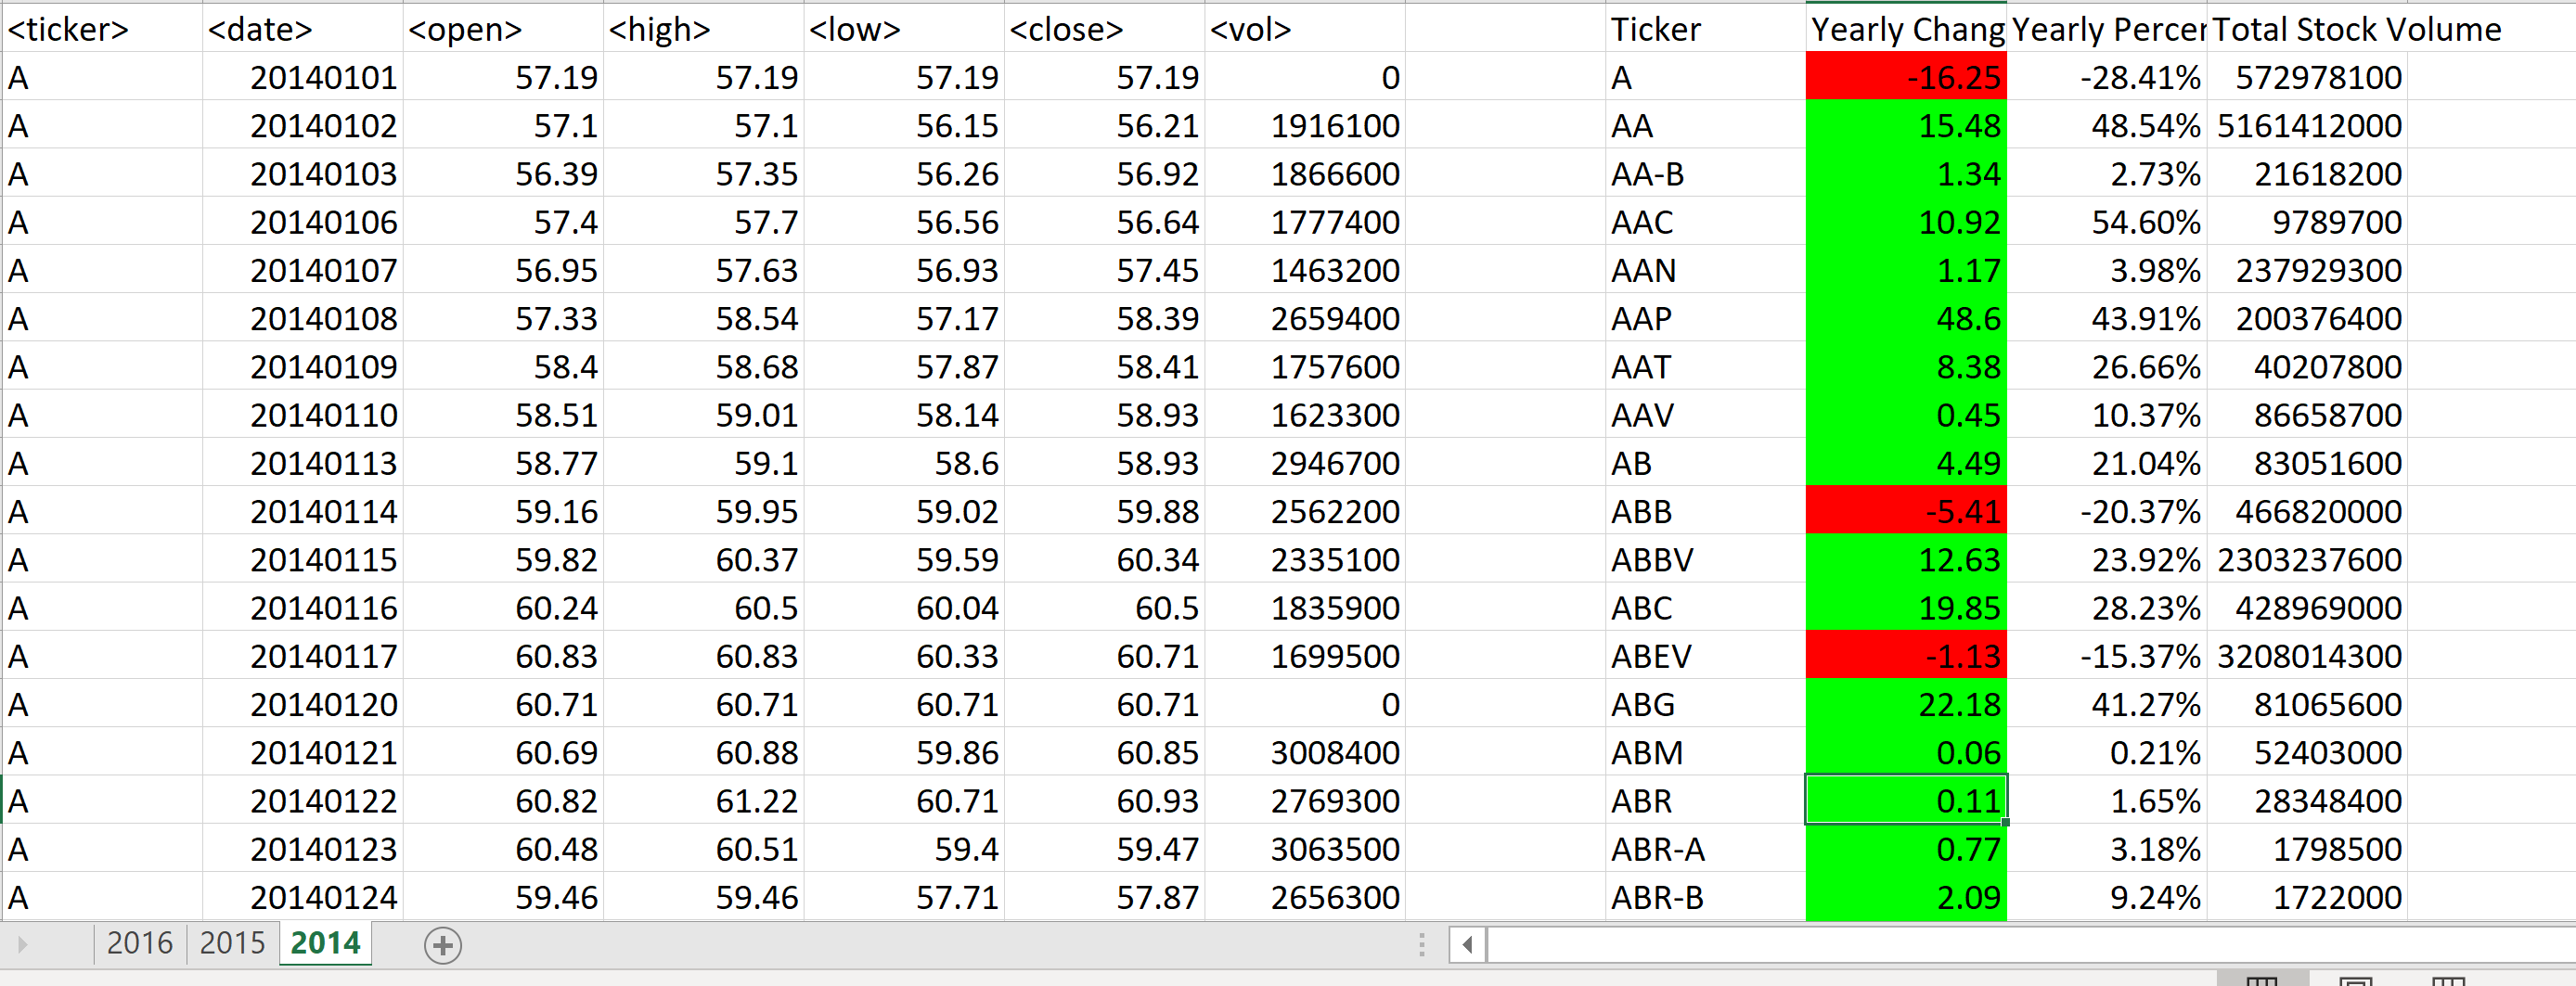 <ticker> <date> <open> <high> <low> <close> <vol> Ticker Yearly Chang Yearly Percer Total Stock Volume
A 20140101 57.19 57.19 57.19 57.19 0 A -16.25 -28.41% 572978100
A 20140102 57.1 57.1 56.15 56.21 1916100 AA 15.48 48.54% 5161412000
A 20140103 56.39 57.35 56.26 56.92 1866600 AA-B 1.34 2.73% 21618200
A 20140106 57.4 57.7 56.56 56.64 1777400 AAC 10.92 54.60% 9789700
A 20140107 56.95 57.63 56.93 57.45 1463200 AAN 1.17 3.98% 237929300
A 20140108 57.33 58.54 57.17 58.39 2659400 AAP 48.6 43.91% 200376400
A 20140109 58.4 58.68 57.87 58.41 1757600 AAT 8.38 26.66% 40207800
A 20140110 58.51 59.01 58.14 58.93 1623300 AAV 0.45 10.37% 86658700
A 20140113 58.77 59.1 58.6 58.93 2946700 AB 4.49 21.04% 83051600
A 20140114 59.16 59.95 59.02 59.88 2562200 ABB -5.41 -20.37% 466820000
A 20140115 59.82 60.37 59.59 60.34 2335100 ABBV 12.63 23.92% 2303237600
A 20140116 60.24 60.5 60.04 60.5 1835900 ABC 19.85 28.23% 428969000
A 20140117 60.83 60.83 60.33 60.71 1699500 ABEV -1.13 -15.37% 3208014300
A 20140120 60.71 60.71 60.71 60.71 0 ABG 22.18 41.27% 81065600
A 20140121 60.69 60.88 59.86 60.85 3008400 ABM 0.06 0.21% 52403000
A 20140122 60.82 61.22 60.71 60.93 2769300 ABR 0.11 1.65% 28348400
A 20140123 60.48 60.51 59.4 59.47 3063500 ABR-A 0.77 3.18% 1798500
A 20140124 59.46 59.46 57.71 57.87 2656300 ABR-B 2.09 9.24% 1722000
2016 2015 2014